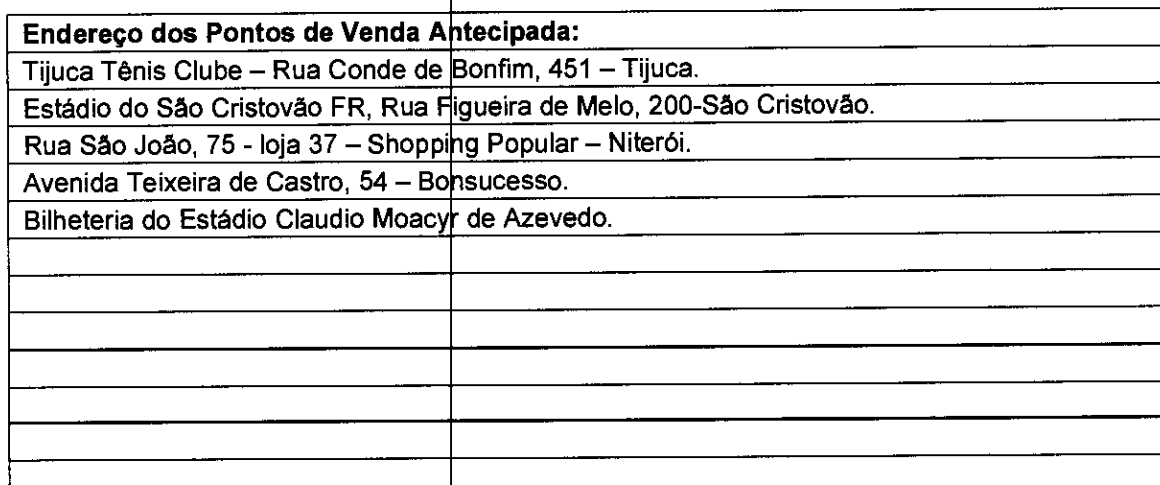 Endereço dos Pontos de Venda Antecipada:
Tijuca Tênis Clube – Rua Conde de Bonfim, 451 – Tijuca.
Estádio do São Cristovão FR, Rua Figueira de Melo, 200-São Cristovão.
Rua São João, 75 - loja 37 – Shopping Popular – Niterói.
Avenida Teixeira de Castro, 54 – Bonsucesso.
Bilheteria do Estádio Claudio Moacyr de Azevedo.